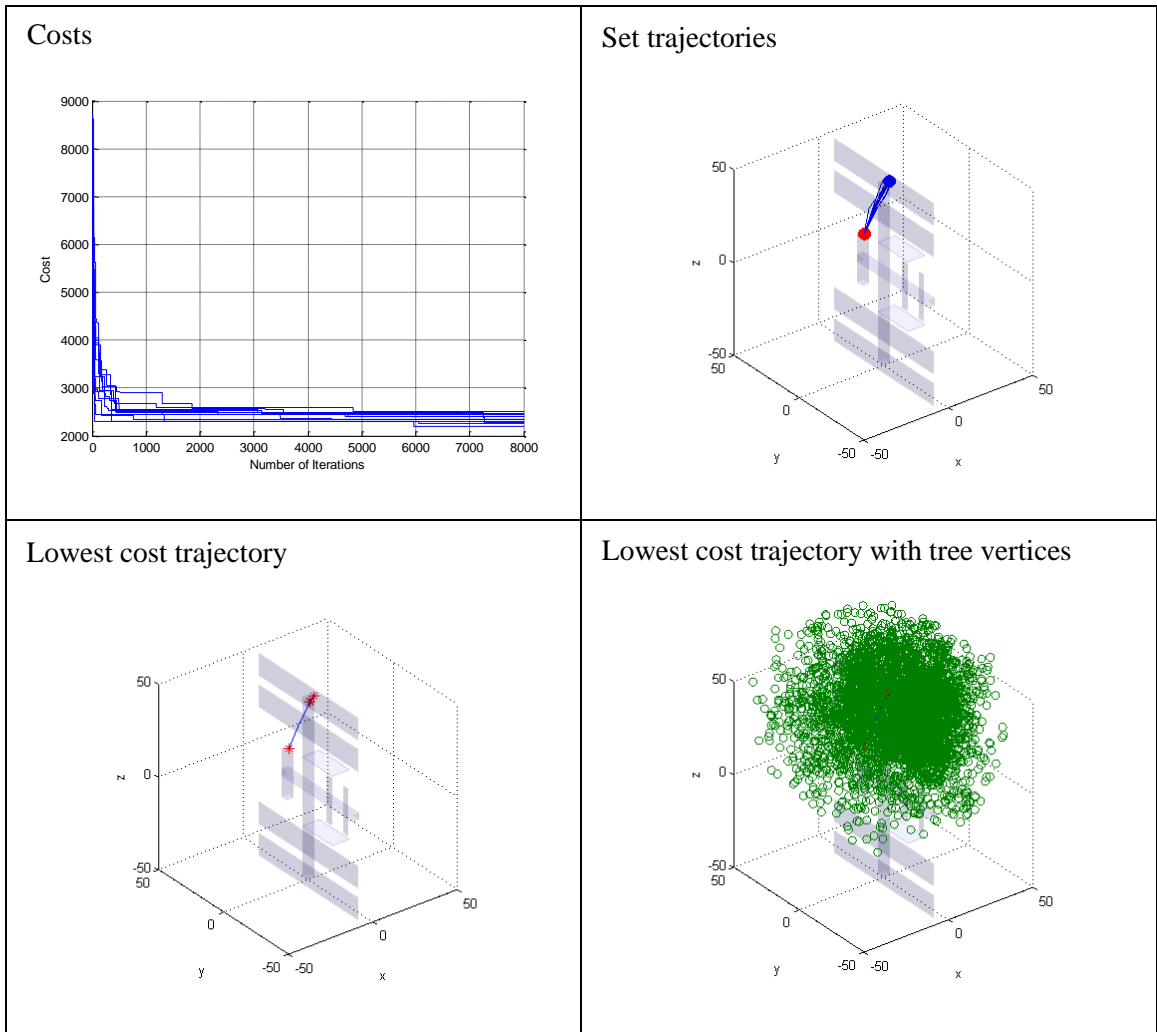 Costs
9000
8000
7000
6000
5000
4000
3000
2000
Cost
0 1000 2000 3000 4000 5000 6000 7000 8000
Number of Iterations
Set trajectories
50
0
-50
z
50
0
-50
y
-50
0
50
x
Lowest cost trajectory
50
0
-50
z
50
0
-50
y
-50
0
50
x
Lowest cost trajectory with tree vertices
50
0
-50
z
50
0
-50
y
-50
0
50
x